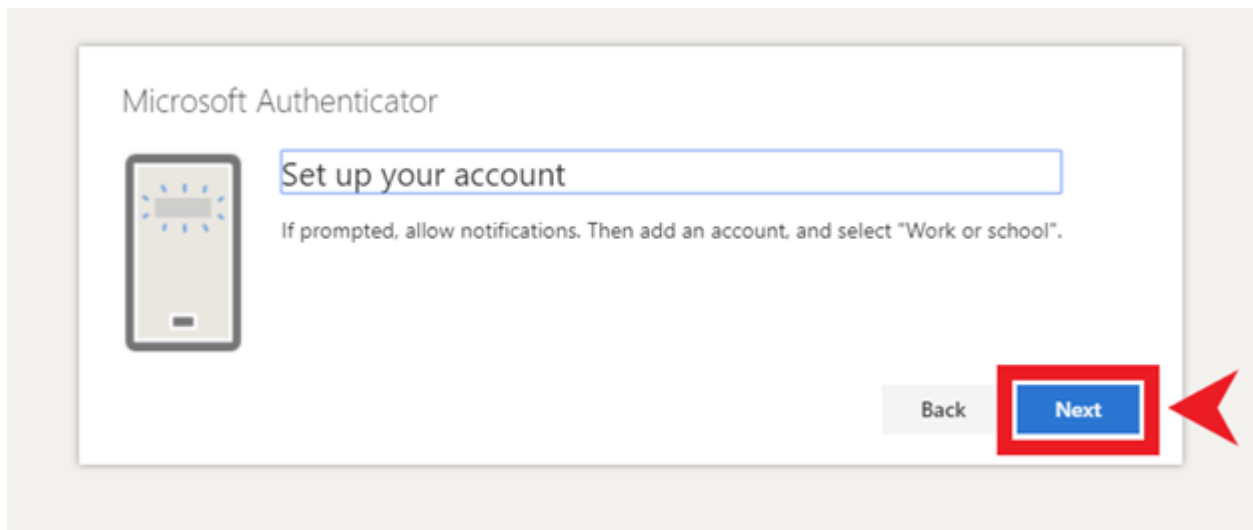 Microsoft Authenticator
Set up your account
If prompted, allow notifications. Then add an account, and select "Work or school".
Back
Next